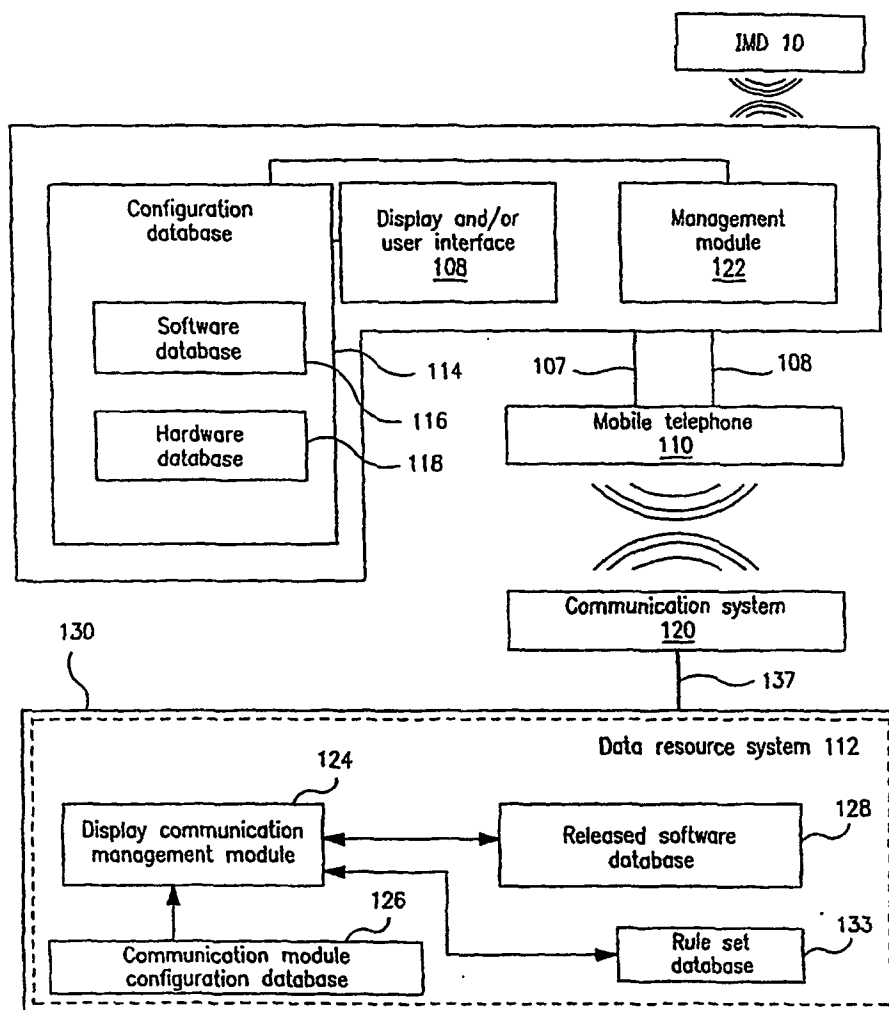 IMD 10
Configuration
database
Display and/or
user interface
108
Management
module
122
Software
database
Hardware
database
114
116
118
107
108
Mobile telephone
110
Communication system
120
130
137
Data resource system 112
124
Display communication
management module
128
Released software
database
126
Communication module
configuration database
133
Rule set
database